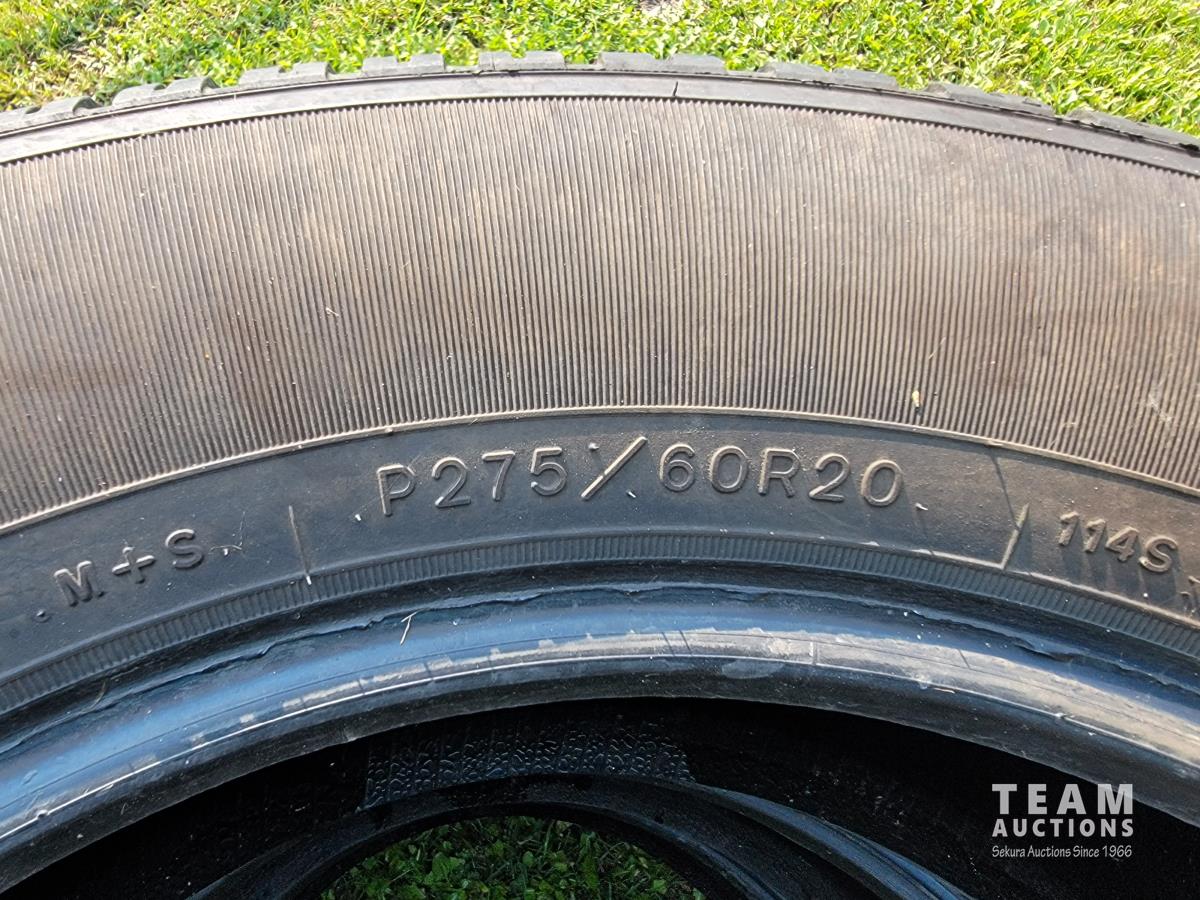 M+S
P275/60R20
114S
TEAM
AUCTIONS
Sekura Auctions Since 1966